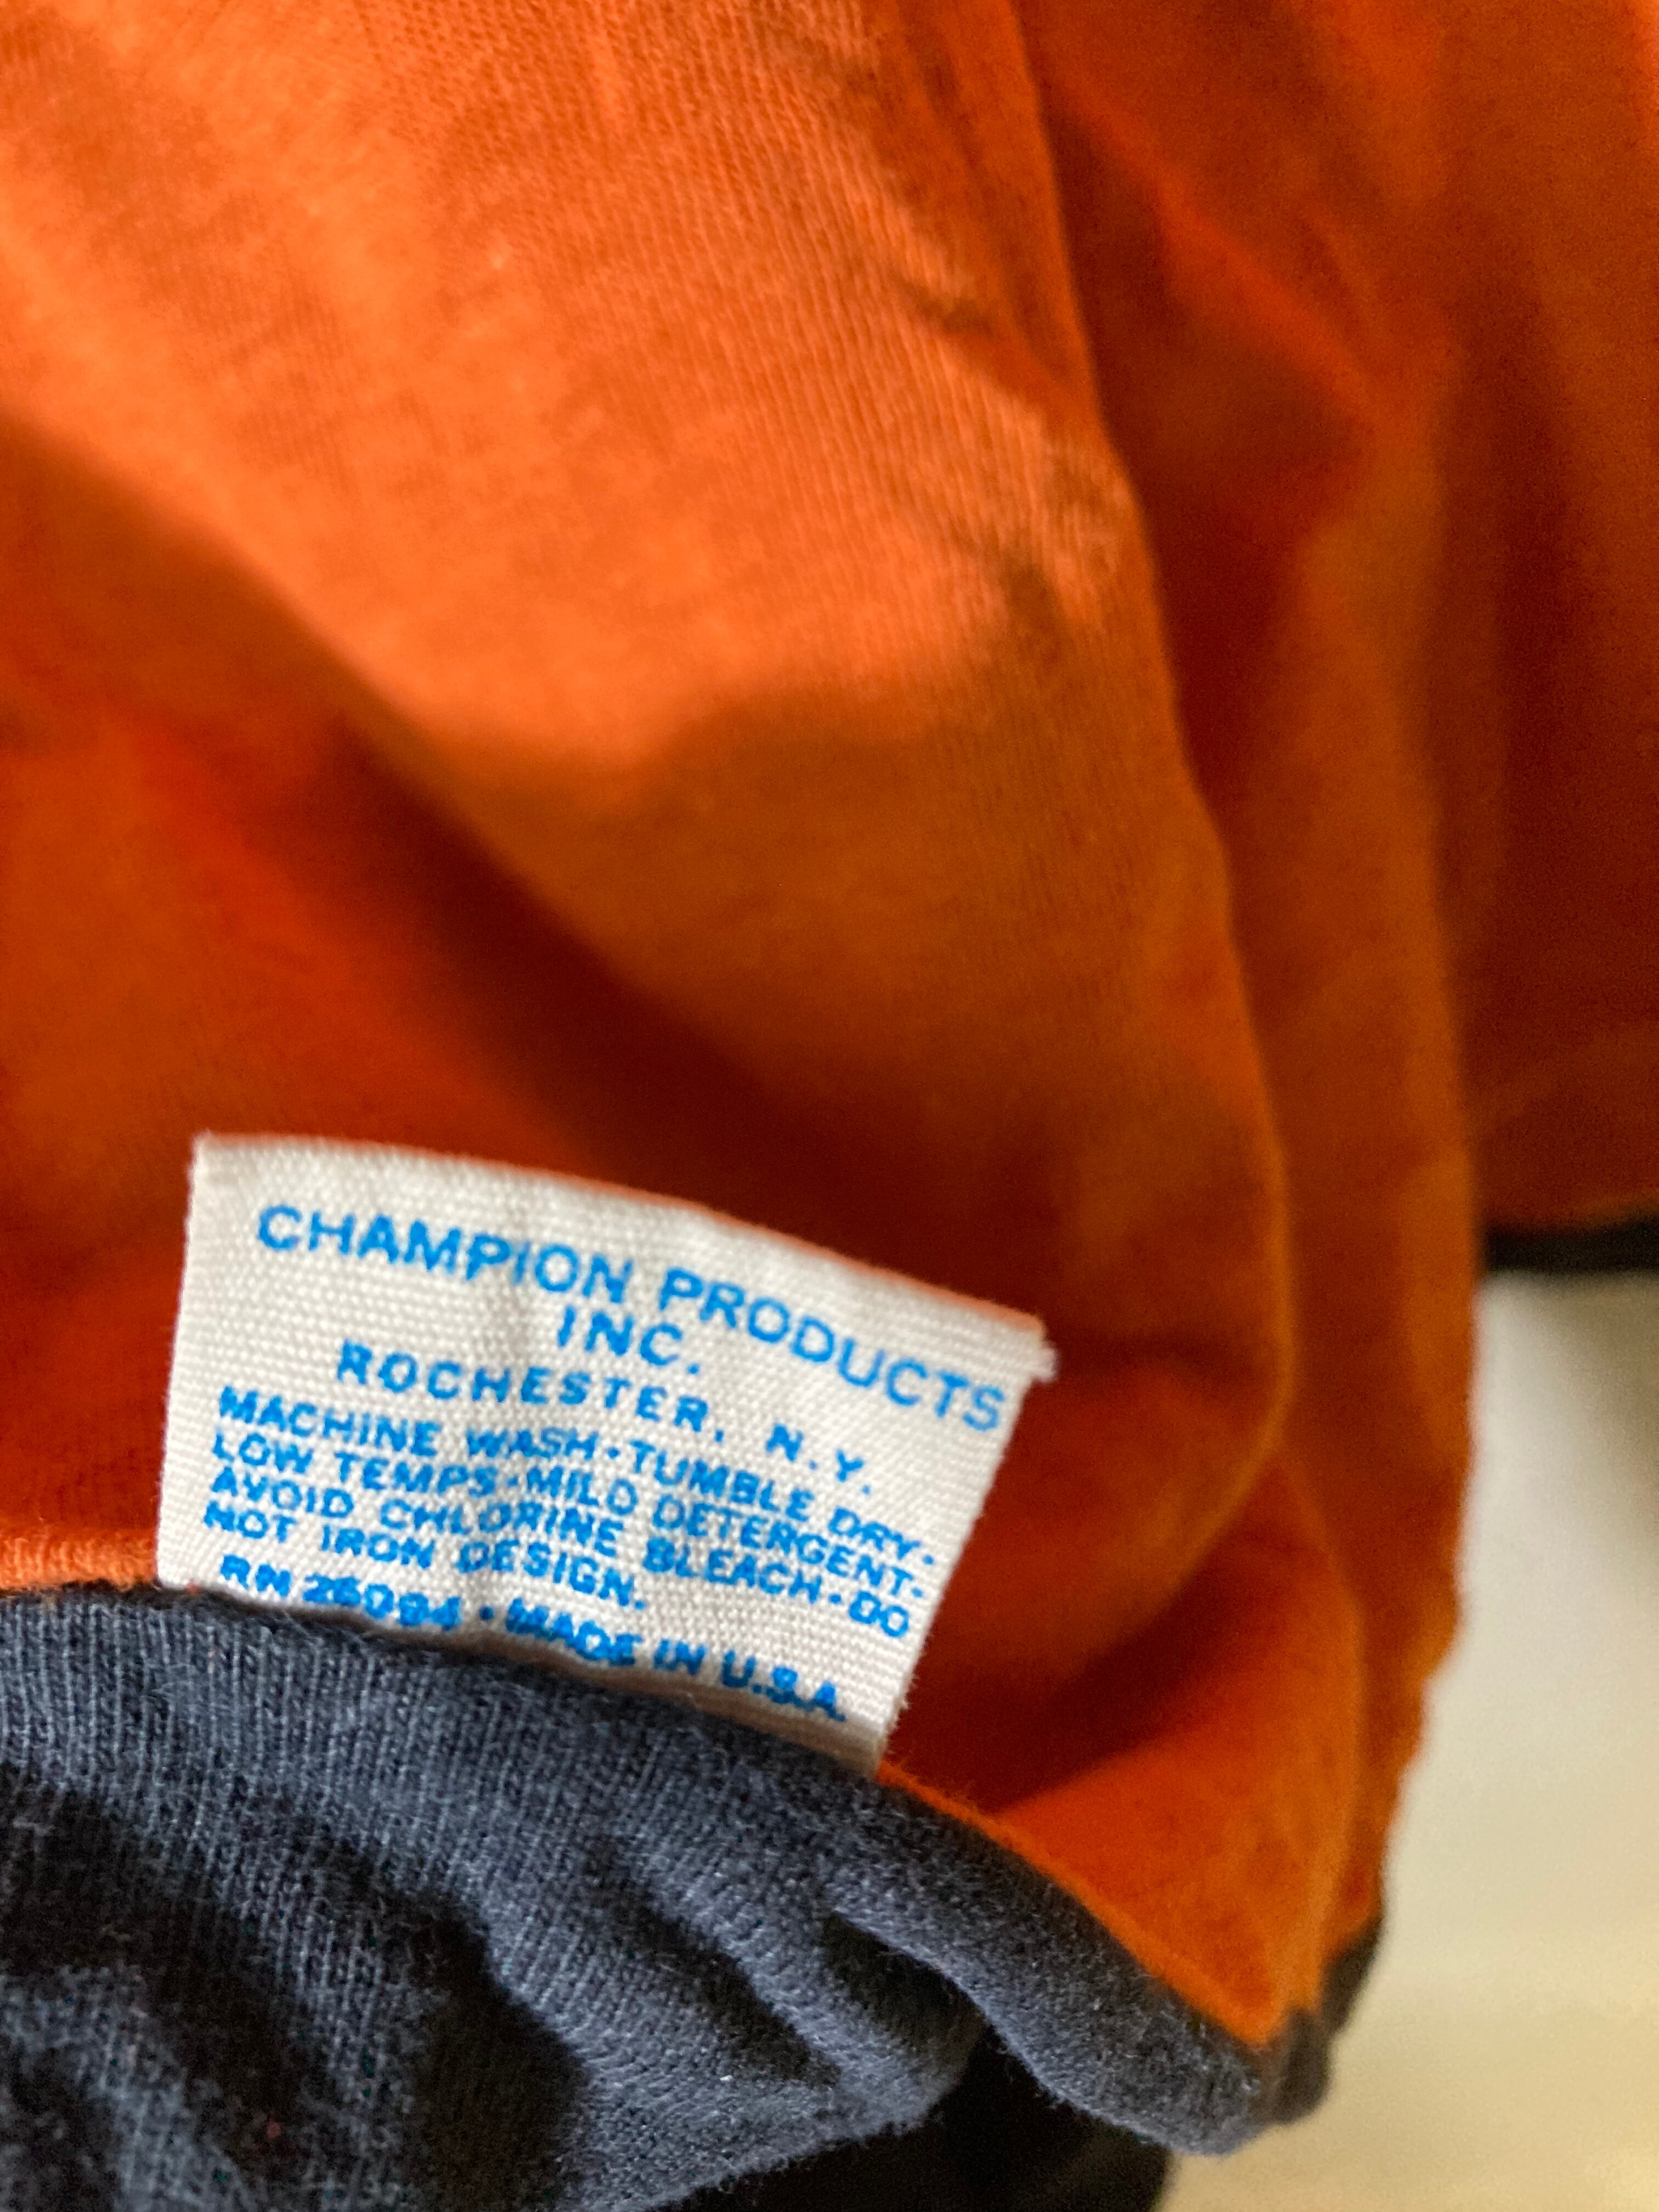 CHAMPION PRODUCTS
INC.
ROCHESTER, N.Y.
MACHINE WASH·TUMBLE DRY·
LOW TEMPS·MILD DETERGENT·
AVOID CHLORINE BLEACH·DO
NOT IRON DESIGN.
RN 26094 · MADE IN U.S.A.